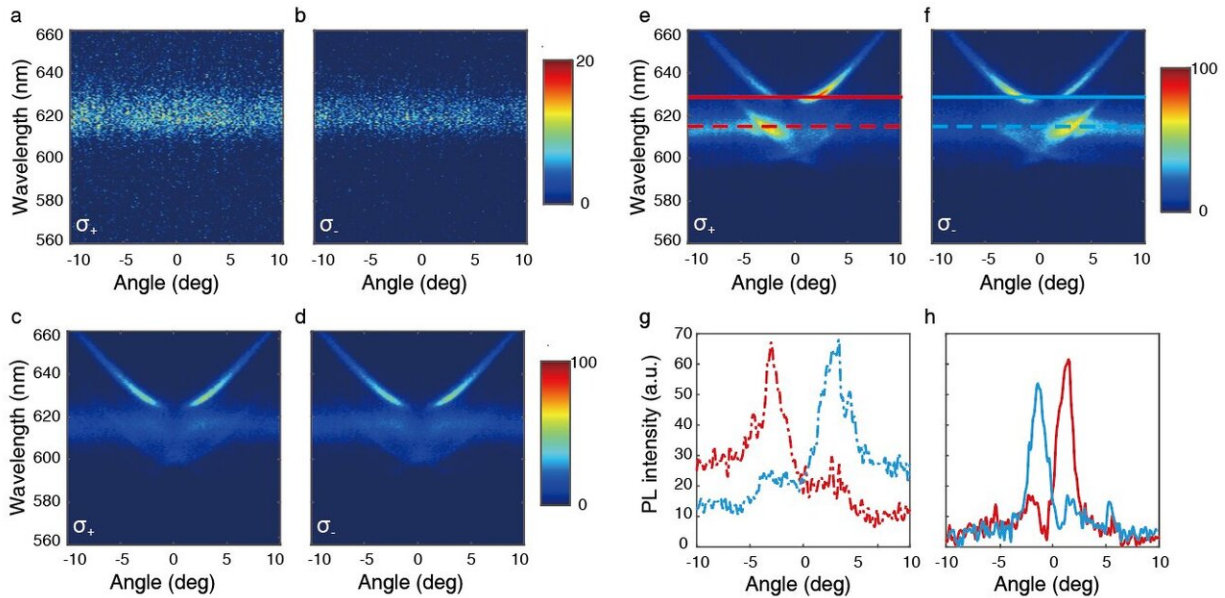 a
b
e
f
Wavelength (nm)
660
640
620
600
580
560
σ+
σ-
20
0
-10 -5 0 5 10
-10 -5 0 5 10
Angle (deg)
Angle (deg)
Wavelength (nm)
660
640
620
600
580
560
σ+
σ-
100
0
-10 -5 0 5 10
-10 -5 0 5 10
Angle (deg)
Angle (deg)
c
d
g
h
Wavelength (nm)
660
640
620
600
580
560
σ+
σ-
100
0
-10 -5 0 5 10
-10 -5 0 5 10
Angle (deg)
Angle (deg)
PL intensity (a.u.)
70
60
50
40
30
20
10
0
-10 -5 0 5 10
-10 -5 0 5 10
Angle (deg)
Angle (deg)